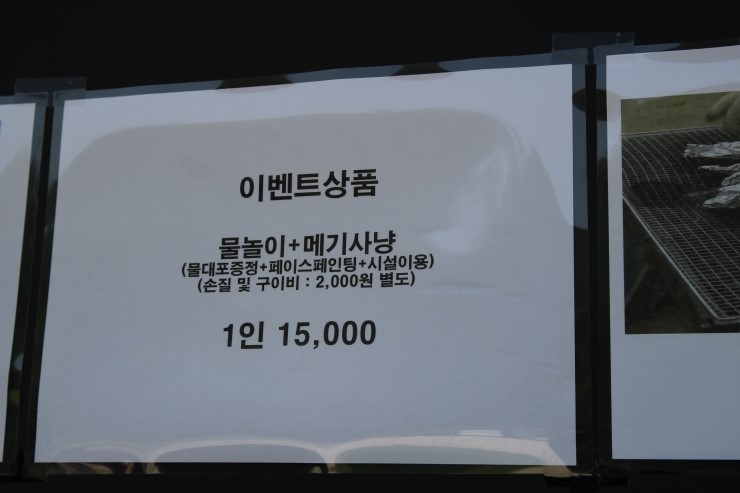 이벤트상품
물놀이+메기사냥
(물대포증정+페이스페인팅+시설이용)
(손질 및 구이비 : 2,000원 별도)
1인 15,000